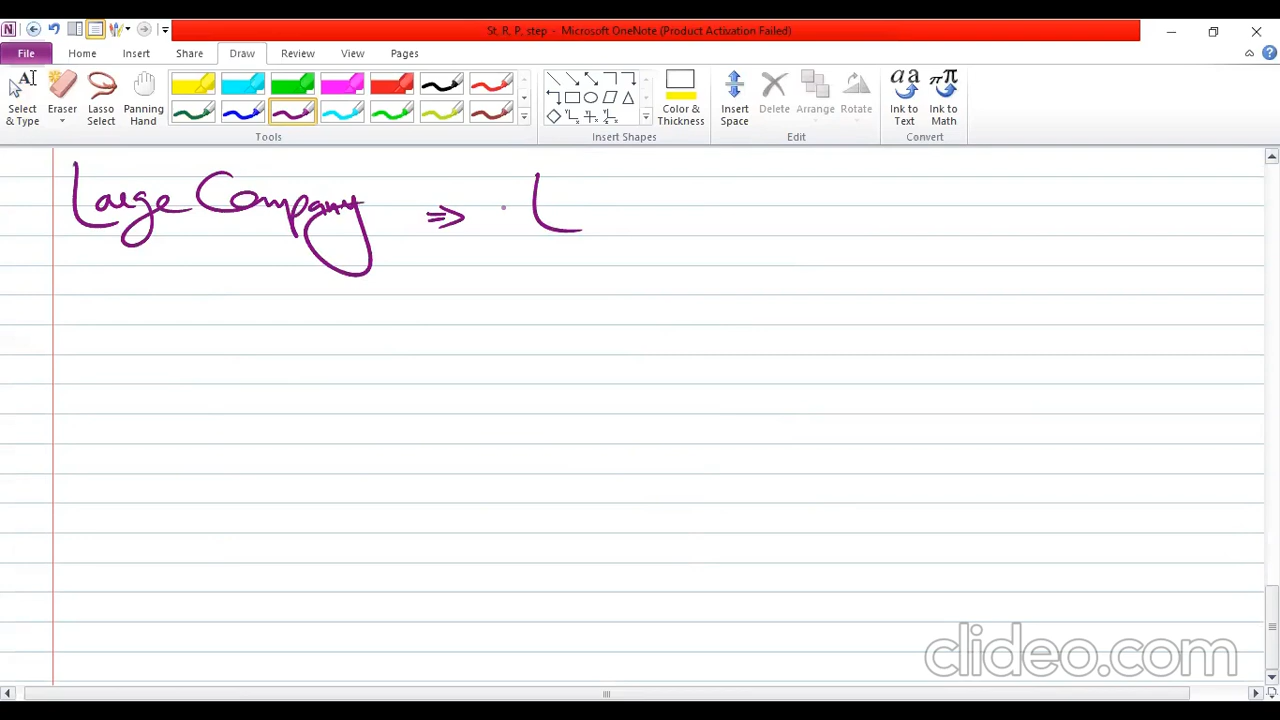 St, R, P, step - Microsoft OneNote (Product Activation Failed)
File Home Insert Share Draw Review View Pages
Select & Type
Eraser
Lasso Select
Panning Hand
Color & Thickness
Insert Space
Delete
Arrange
Rotate
Ink to Text
Ink to Math
Tools
Insert Shapes
Edit
Convert
Large Company ⇒ L
clideo.com